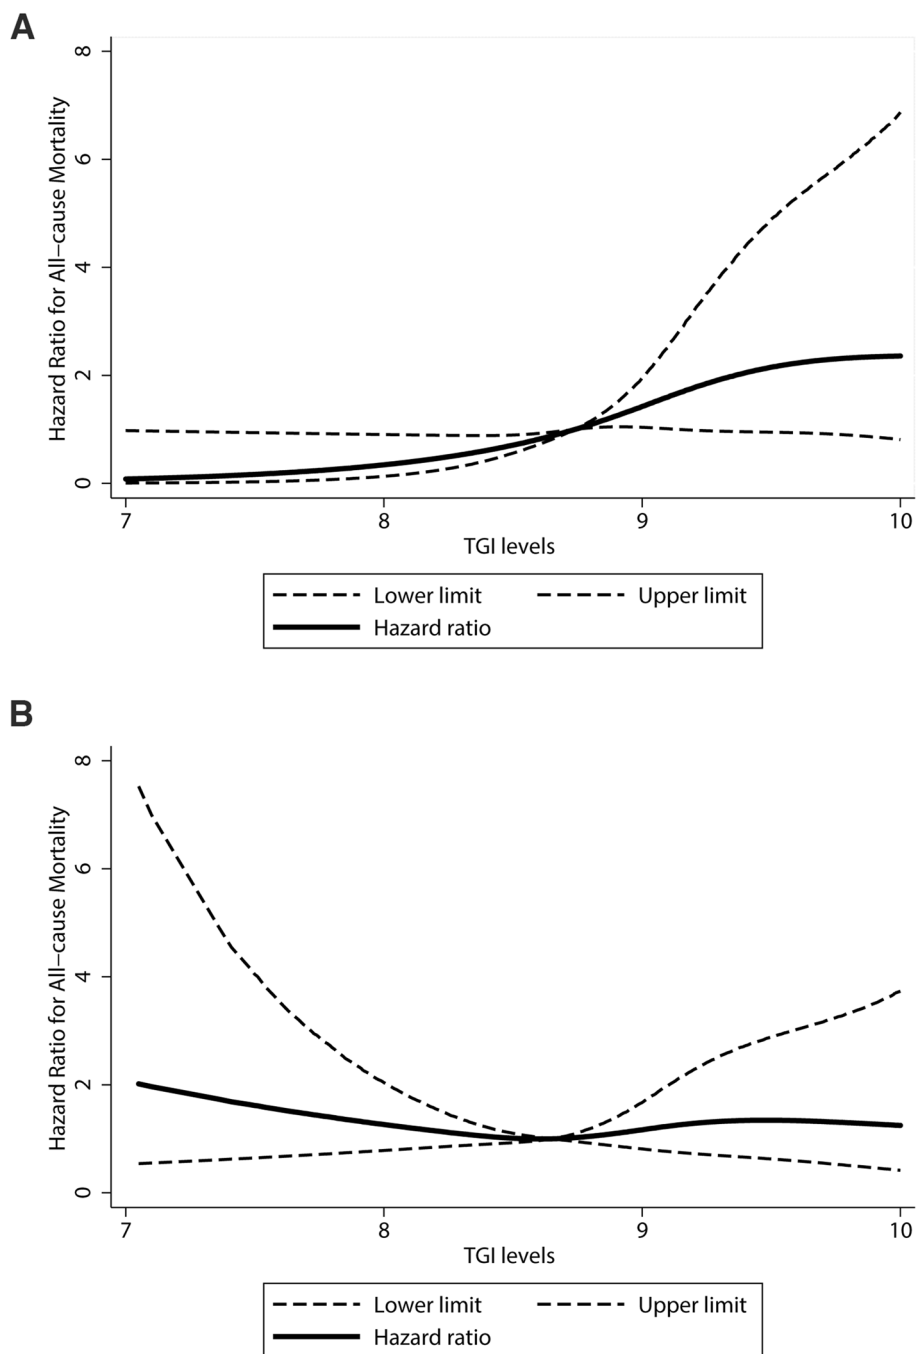 A
Hazard Ratio for All−cause Mortality
8
6
4
2
0
7 8 9 10
TGI levels
Lower limit Upper limit
Hazard ratio
B
Hazard Ratio for All−cause Mortality
8
6
4
2
0
7 8 9 10
TGI levels
Lower limit Upper limit
Hazard ratio